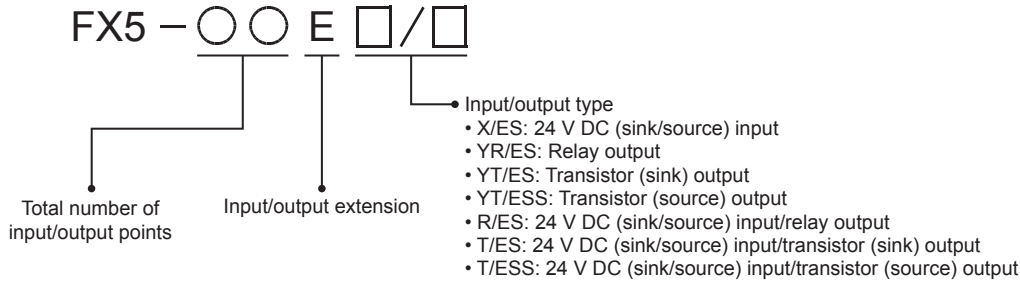 FX5 – ○○ E □/□
Input/output type
• X/ES: 24 V DC (sink/source) input
• YR/ES: Relay output
• YT/ES: Transistor (sink) output
• YT/ESS: Transistor (source) output
• R/ES: 24 V DC (sink/source) input/relay output
• T/ES: 24 V DC (sink/source) input/transistor (sink) output
• T/ESS: 24 V DC (sink/source) input/transistor (source) output
Input/output extension
Total number of
input/output points